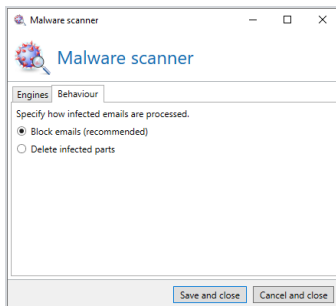 Malware scanner
Malware scanner
Engines Behaviour
Specify how infected emails are processed.
Block emails (recommended)
Delete infected parts
Save and close Cancel and close